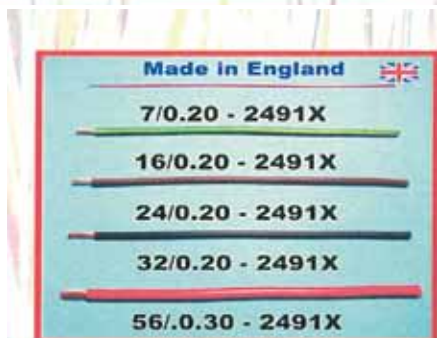 Made in England
7/0.20 - 2491X
16/0.20 - 2491X
24/0.20 - 2491X
32/0.20 - 2491X
56/.0.30 - 2491X